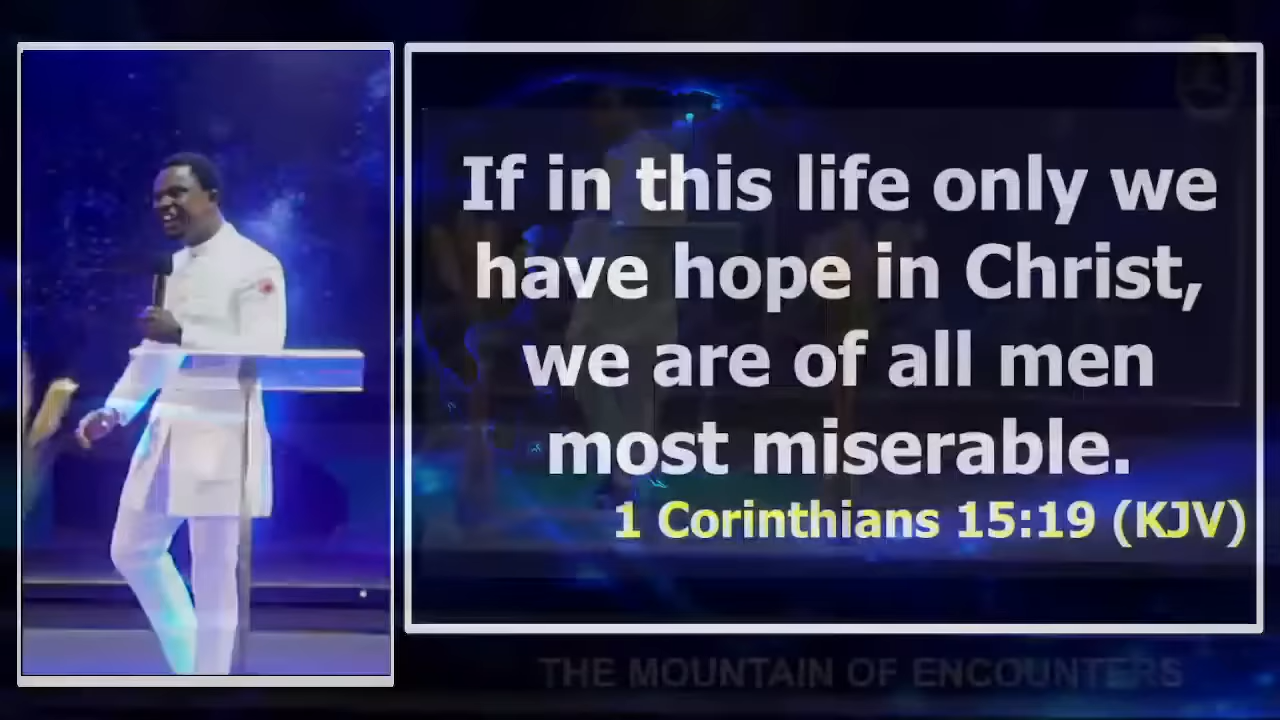 If in this life only we
have hope in Christ,
we are of all men
most miserable.
1 Corinthians 15:19 (KJV)
THE MOUNTAIN OF ENCOUNTERS